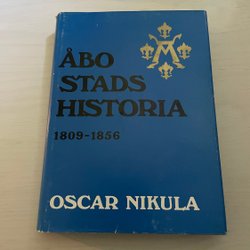 ÅBO
STADS
HISTORIA
1809-1856
OSCAR NIKULA